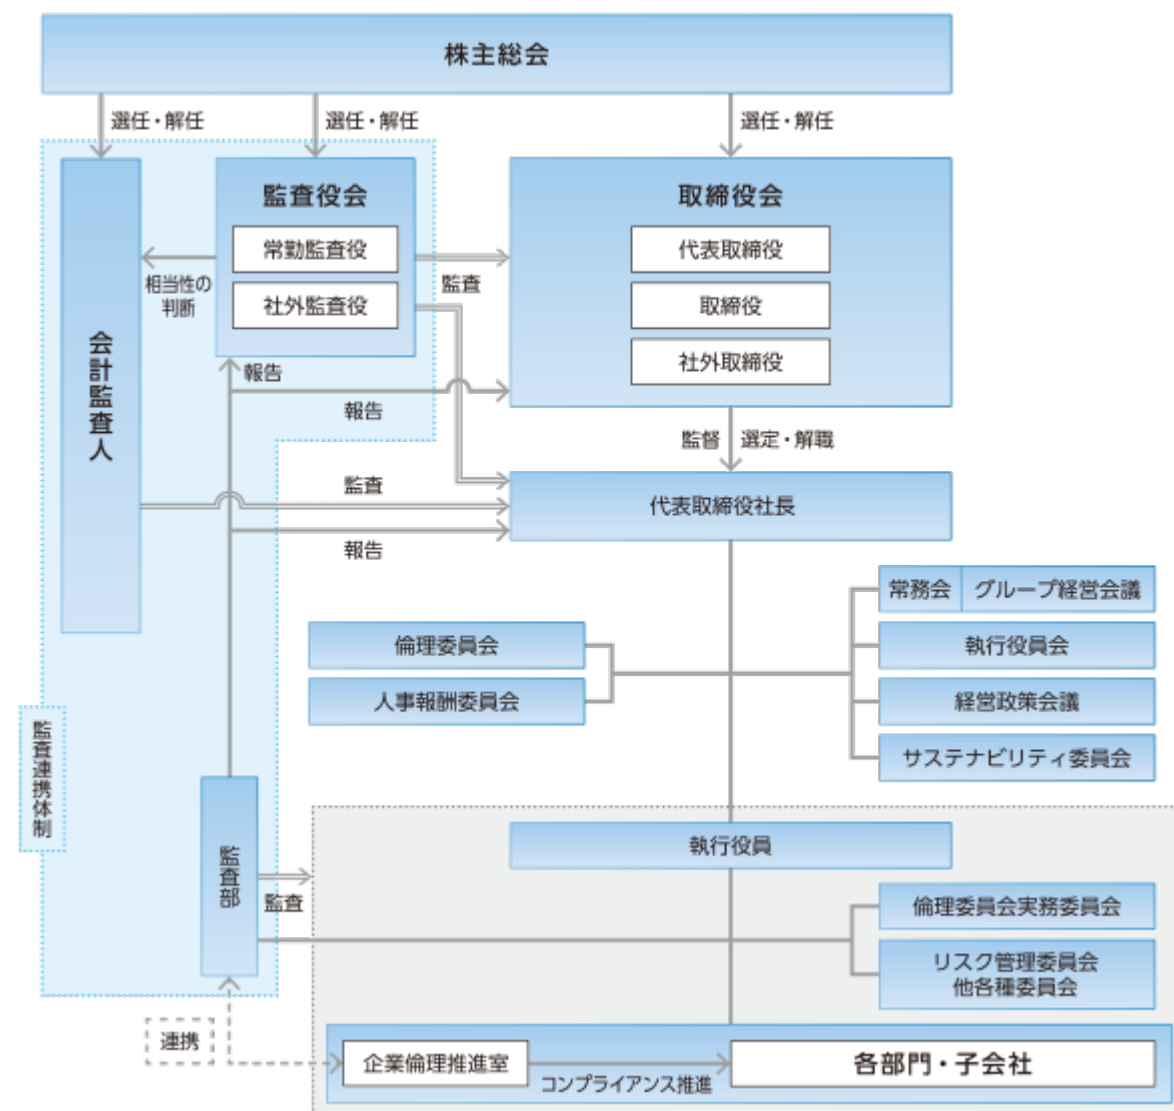 株主総会
選任・解任
選任・解任
選任・解任
監査役会
常勤監査役
社外監査役
取締役会
代表取締役
取締役
社外取締役
相当性の
判断
監査
会計監査人
報告
報告
監督
選定・解職
監査
代表取締役社長
報告
常務会
グループ経営会議
倫理委員会
執行役員会
人事報酬委員会
経営政策会議
サステナビリティ委員会
監査連携体制
執行役員
監査部
監査
倫理委員会実務委員会
リスク管理委員会
他各種委員会
連携
企業倫理推進室
コンプライアンス推進
各部門・子会社